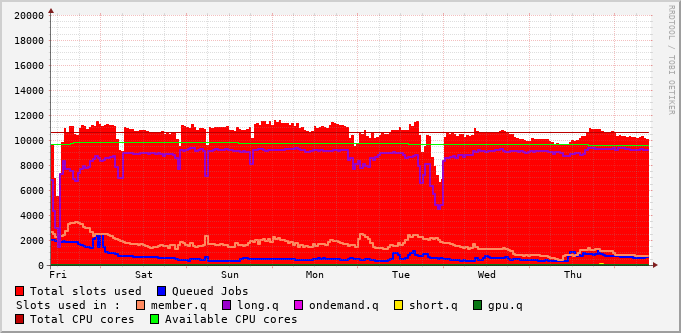 20000
18000
16000
14000
12000
10000
8000
6000
4000
2000
0
Fri Sat Sun Mon Tue Wed Thu
RRDTOOL / TOBI OETIKER
Total slots used Queued Jobs
Slots used in : member.q long.q ondemand.q short.q gpu.q
Total CPU cores Available CPU cores